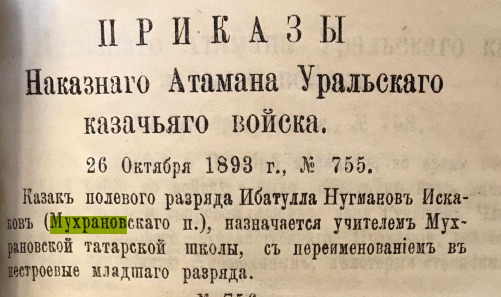 ПРИКАЗЫ
Наказнаго Атамана Уральскаго
казачьяго войска.
26 Октября 1893 г., № 755.
Казакъ полевого разряда Ибатулла Нугмановъ Иска-
ковъ (Мухрановскаго п.), назначается учителемъ Мух-
рановской татарской школы, съ переименованіемъ въ
нестроевые младшаго разряда.